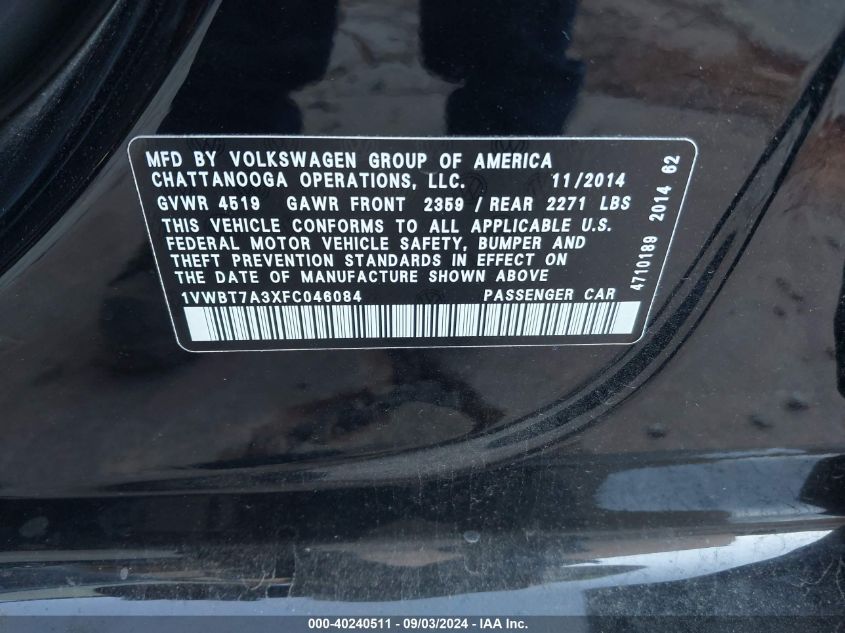 MFD BY VOLKSWAGEN GROUP OF AMERICA
CHATTANOOGA OPERATIONS, LLC. 11/2014
GVWR 4519 GAWR FRONT 2359 / REAR 2271 LBS
THIS VEHICLE CONFORMS TO ALL APPLICABLE U.S.
FEDERAL MOTOR VEHICLE SAFETY, BUMPER AND
THEFT PREVENTION STANDARDS IN EFFECT ON
THE DATE OF MANUFACTURE SHOWN ABOVE
1VWBT7A3XFC046084 PASSENGER CAR
4710189 2014 62
000-40240511 - 09/03/2024 - IAA Inc.